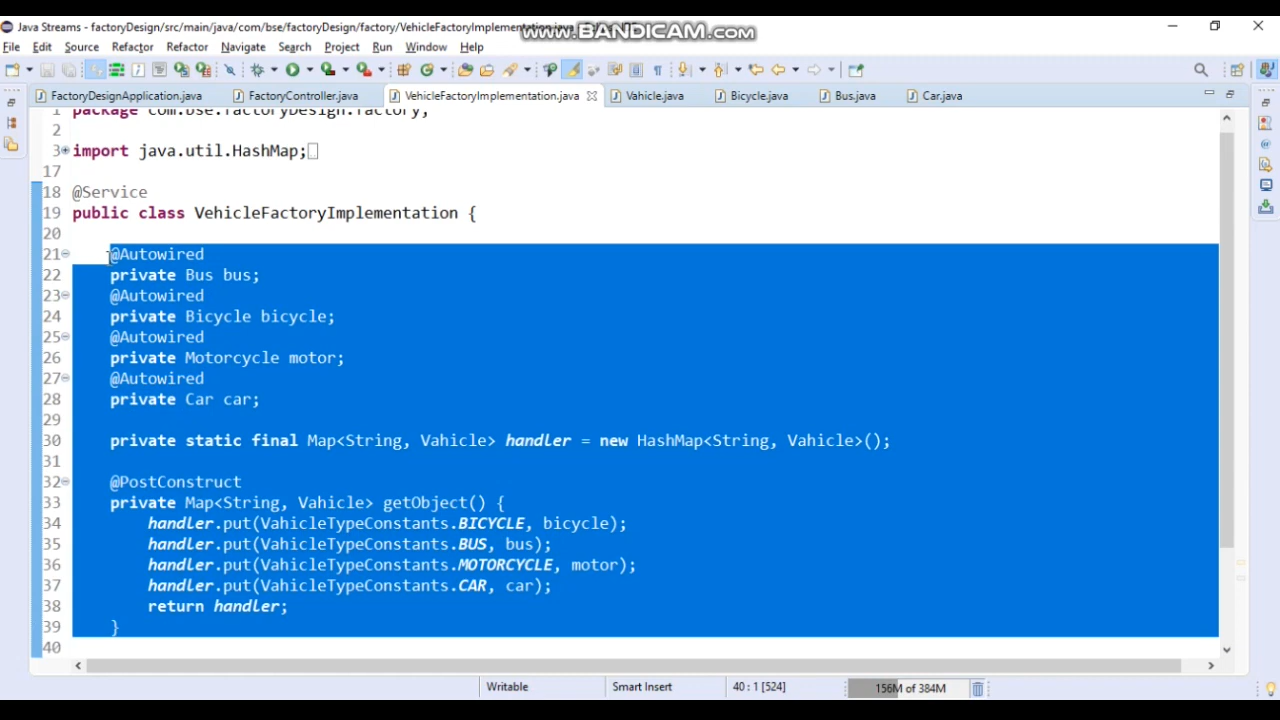 Java Streams - factoryDesign/src/main/java/com/bse/factoryDesign/factory/VehicleFactoryImplementation.java
www.BANDICAM.com
File Edit Source Refactor Refactor Navigate Search Project Run Window Help
FactoryDesignApplication.java FactoryController.java VehicleFactoryImplementation.java Vahicle.java Bicycle.java Bus.java Car.java
1 package com.bse.factoryDesign.factory;
2
3 import java.util.HashMap;
17
18 @Service
19 public class VehicleFactoryImplementation {
20
21 @Autowired
22 private Bus bus;
23 @Autowired
24 private Bicycle bicycle;
25 @Autowired
26 private Motorcycle motor;
27 @Autowired
28 private Car car;
29
30 private static final Map<String, Vahicle> handler = new HashMap<String, Vahicle>();
31
32 @PostConstruct
33 private Map<String, Vahicle> getObject() {
34 handler.put(VahicleTypeConstants.BICYCLE, bicycle);
35 handler.put(VahicleTypeConstants.BUS, bus);
36 handler.put(VahicleTypeConstants.MOTORCYCLE, motor);
37 handler.put(VahicleTypeConstants.CAR, car);
38 return handler;
39 }
40
Writable Smart Insert 40 : 1 [524] 156M of 384M